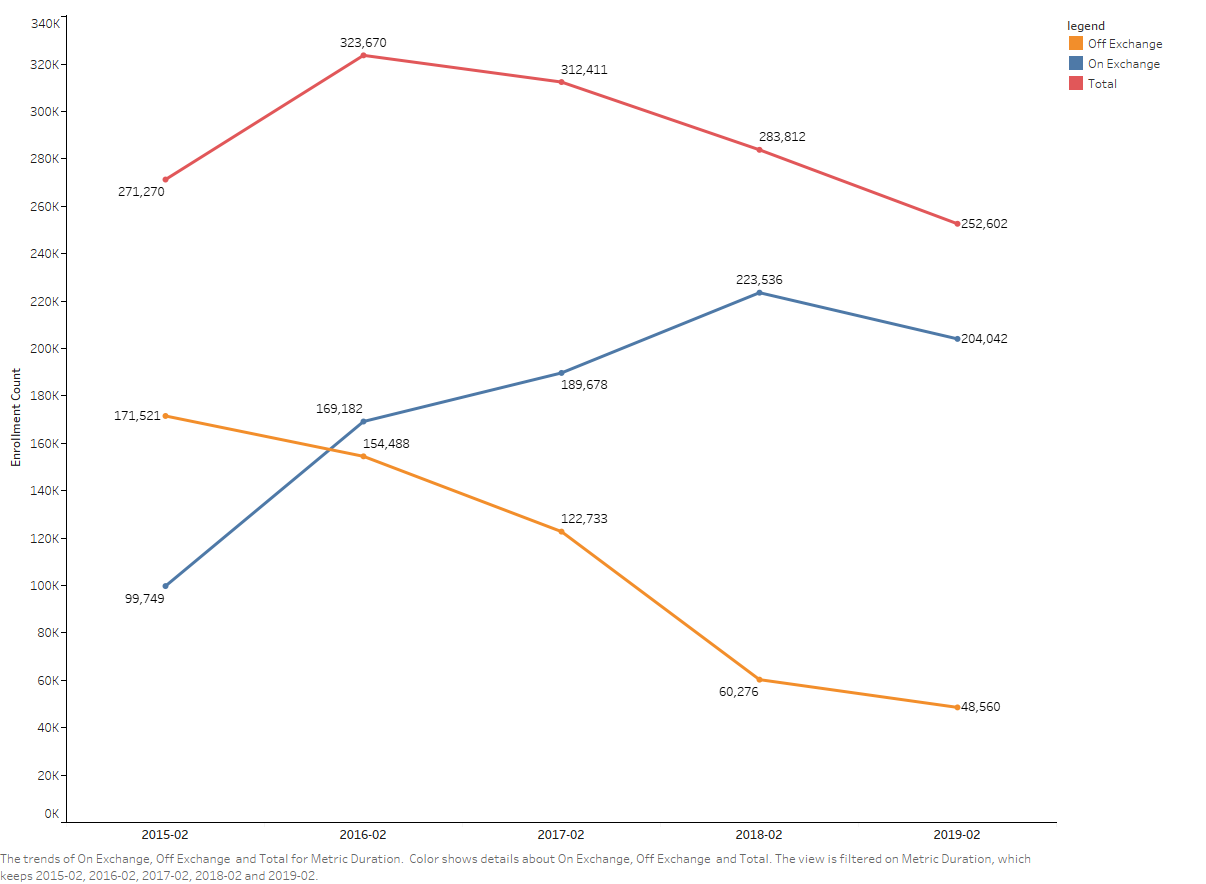 legend
Off Exchange
On Exchange
Total
340K
320K
300K
280K
260K
240K
220K
200K
180K
160K
140K
120K
100K
80K
60K
40K
20K
0K
Enrollment Count
323,670
312,411
283,812
271,270
252,602
223,536
204,042
189,678
169,182
171,521
154,488
122,733
99,749
60,276
48,560
2015-02 2016-02 2017-02 2018-02 2019-02
The trends of On Exchange, Off Exchange and Total for Metric Duration. Color shows details about On Exchange, Off Exchange and Total. The view is filtered on Metric Duration, which
keeps 2015-02, 2016-02, 2017-02, 2018-02 and 2019-02.